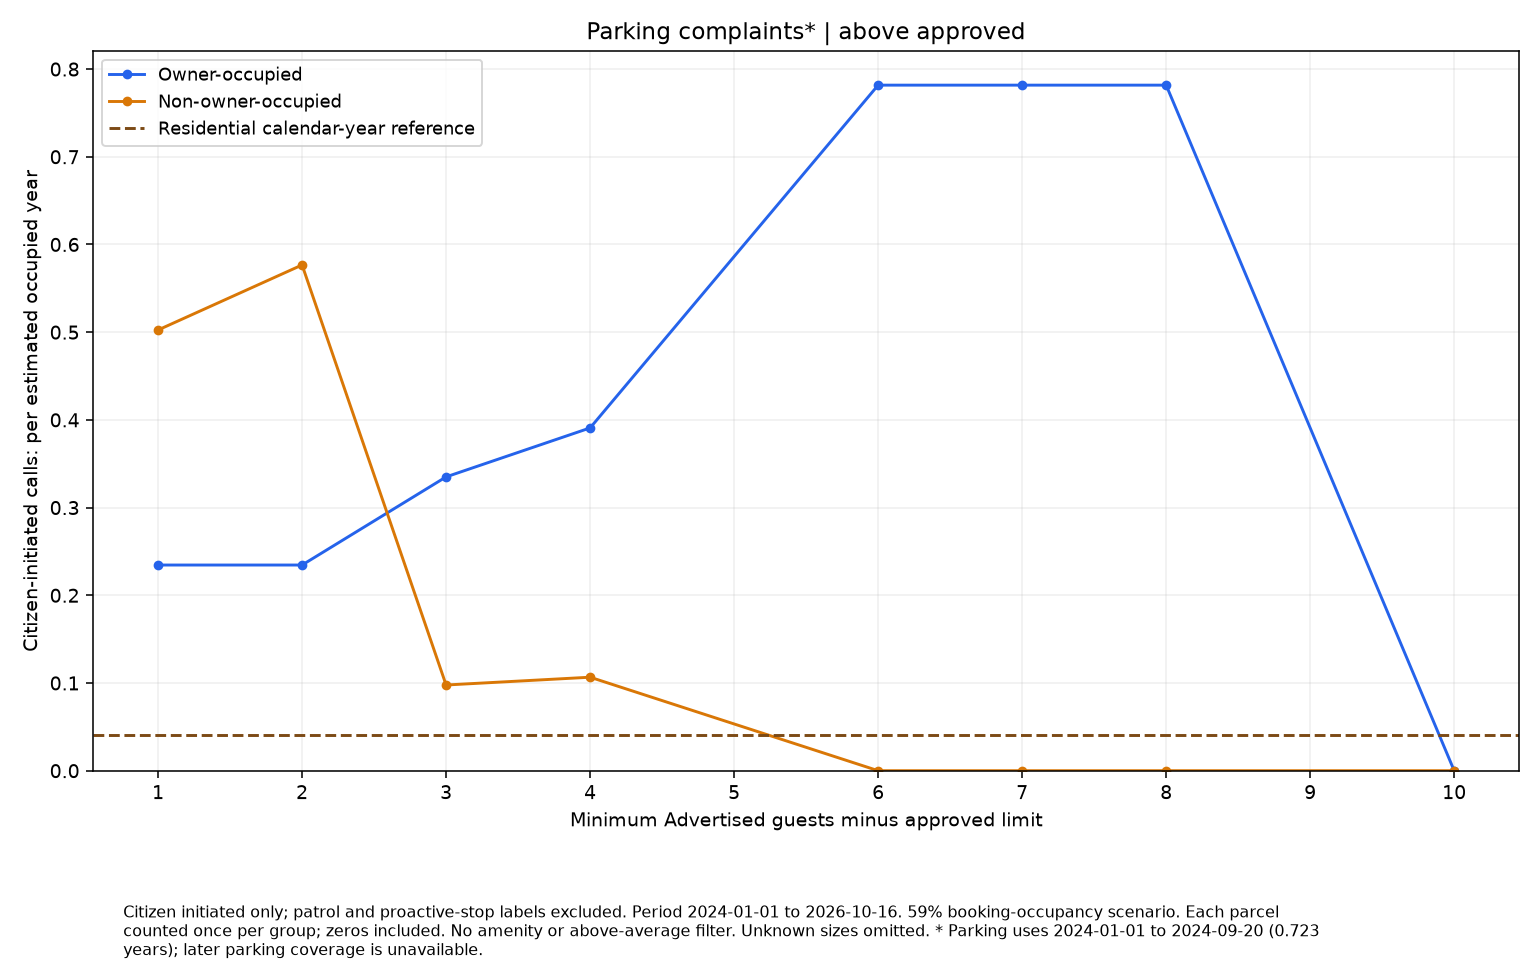 Parking complaints* | above approved
Owner-occupied
Non-owner-occupied
Residential calendar-year reference
Citizen-initiated calls: per estimated occupied year
0.8
0.7
0.6
0.5
0.4
0.3
0.2
0.1
0.0
1 2 3 4 5 6 7 8 9 10
Minimum Advertised guests minus approved limit
Citizen initiated only; patrol and proactive-stop labels excluded. Period 2024-01-01 to 2026-10-16. 59% booking-occupancy scenario. Each parcel
counted once per group; zeros included. No amenity or above-average filter. Unknown sizes omitted. * Parking uses 2024-01-01 to 2024-09-20 (0.723
years); later parking coverage is unavailable.